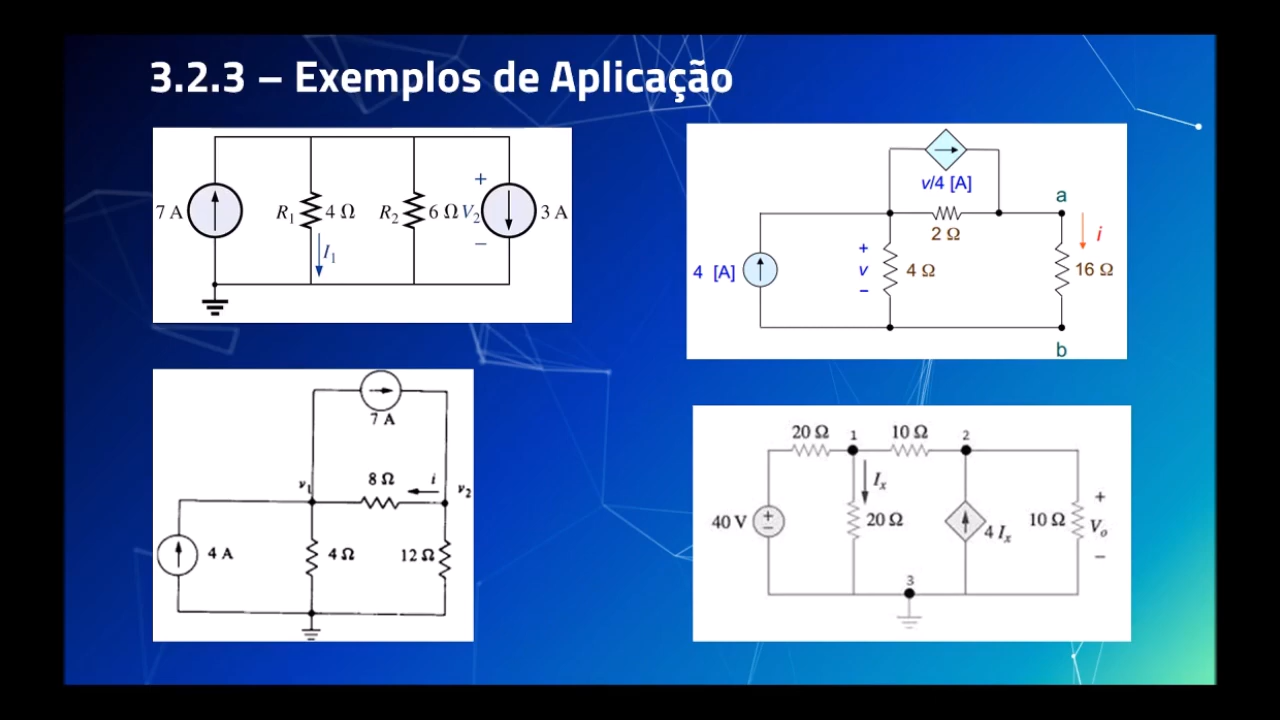 3.2.3 – Exemplos de Aplicação
7 A
R1
4 Ω
I1
R2
6 Ω
+
V2
–
3 A
v/4 [A]
2 Ω
4 [A]
+
v
–
4 Ω
a
i
16 Ω
b
7 A
8 Ω
i
v1
v2
4 A
4 Ω
12 Ω
20 Ω
1
10 Ω
2
Ix
40 V
+
–
20 Ω
4 Ix
10 Ω
+
Vo
–
3